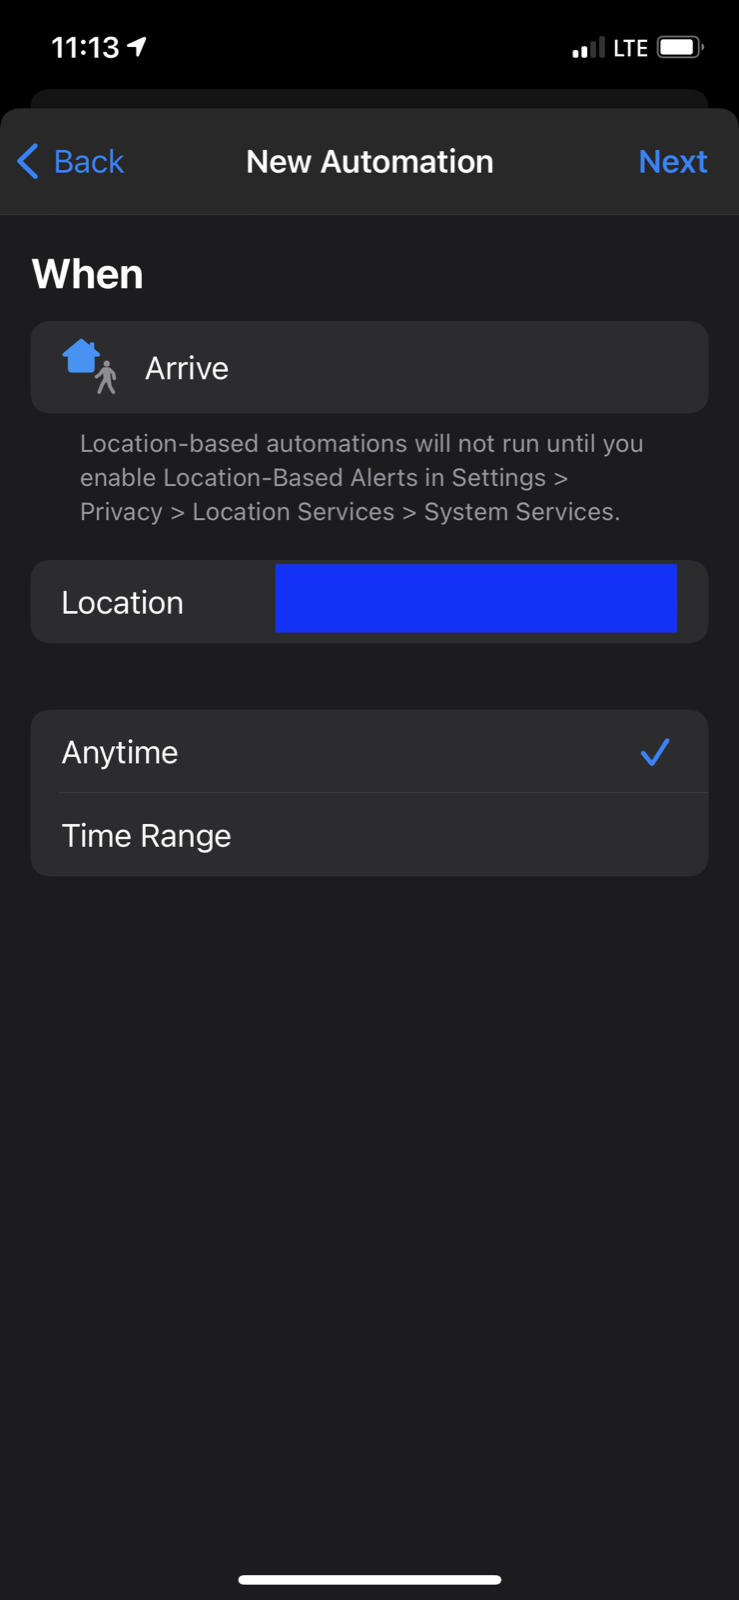 11:13 LTE
Back New Automation Next
When
Arrive
Location-based automations will not run until you
enable Location-Based Alerts in Settings >
Privacy > Location Services > System Services.
Location
Anytime
Time Range